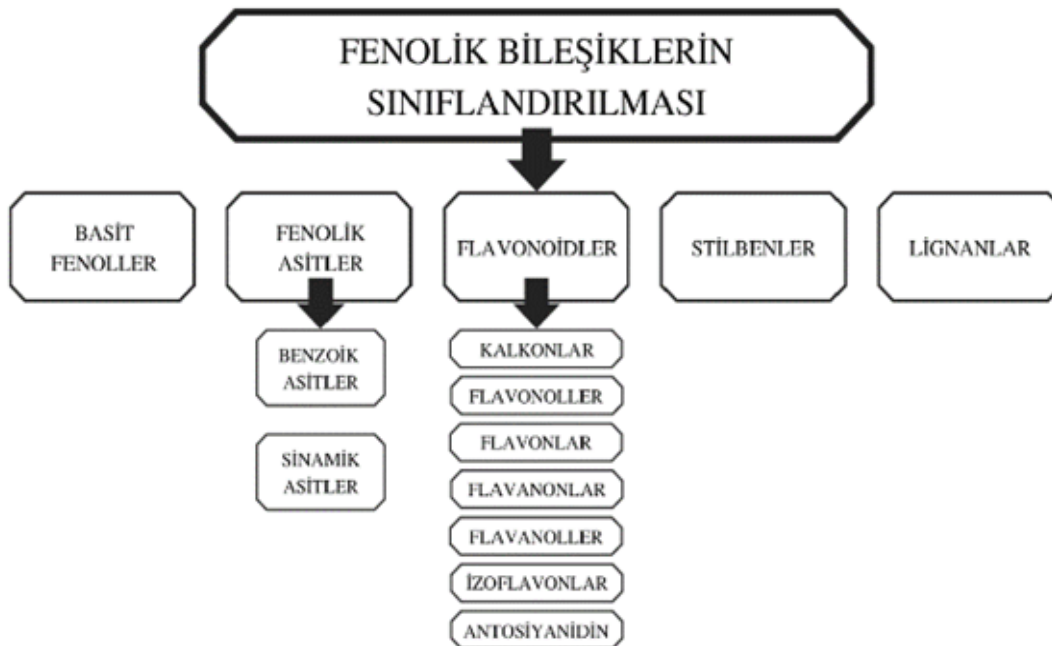 FENOLİK BİLEŞİKLERİN
SINIFLANDIRILMASI
BASİT
FENOLLER
FENOLİK
ASİTLER
FLAVONOİDLER
STİLBENLER
LİGNANLAR
BENZOİK
ASİTLER
SİNAMİK
ASİTLER
KALKONLAR
FLAVONOLLER
FLAVONLAR
FLAVANONLAR
FLAVANOLLER
İZOFLAVONLAR
ANTOSİYANİDİN